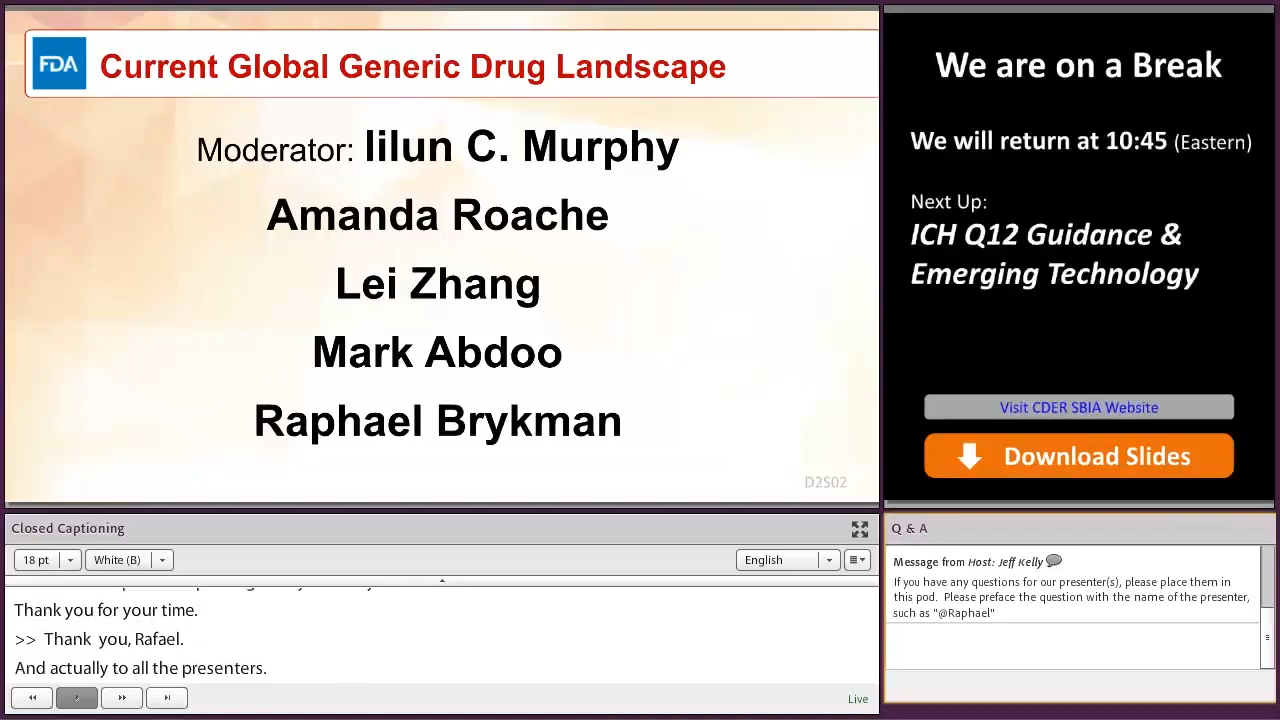 FDA
Current Global Generic Drug Landscape
Moderator: Iilun C. Murphy
Amanda Roache
Lei Zhang
Mark Abdoo
Raphael Brykman
D2S02
We are on a Break
We will return at 10:45 (Eastern)
Next Up:
ICH Q12 Guidance &
Emerging Technology
Visit CDER SBIA Website
Download Slides
Closed Captioning
18 pt
White (B)
English
Thank you for your time.
>> Thank you, Rafael.
And actually to all the presenters.
Live
Q & A
Message from Host: Jeff Kelly
If you have any questions for our presenter(s), please place them in
this pod. Please preface the question with the name of the presenter,
such as "@Raphael"